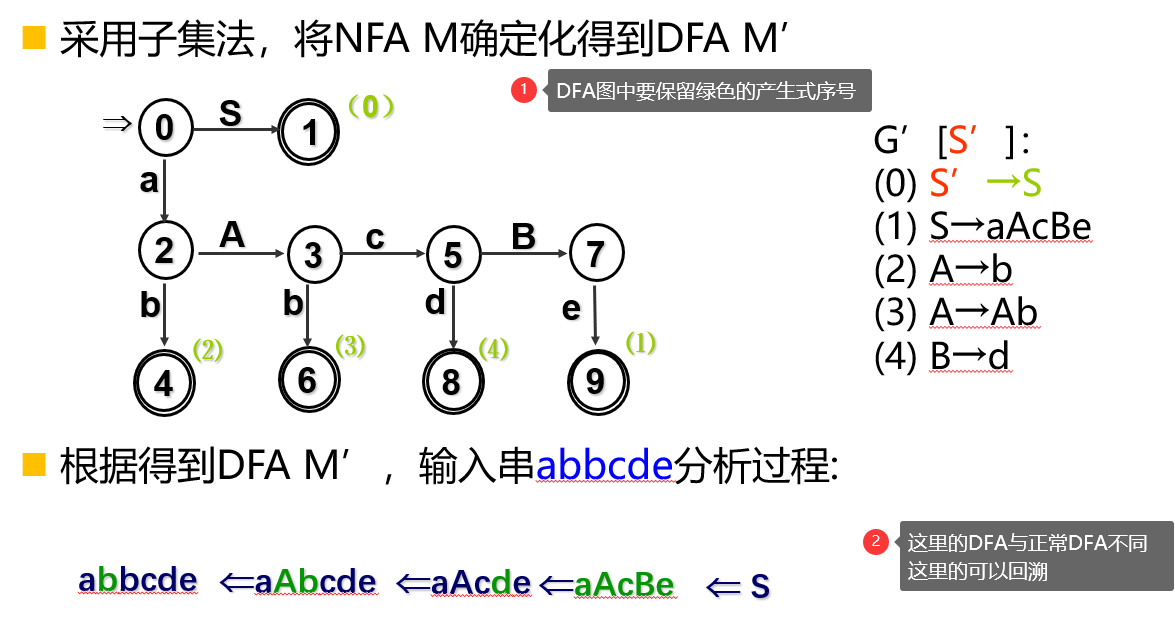 采用子集法，将NFA M确定化得到DFA M′
1 DFA图中要保留绿色的产生式序号
⇒ 0 S 1 (0)
a
2 A 3 c 5 B 7
b b d e
4 (2) 6 (3) 8 (4) 9 (1)
G′ [S′ ]:
(0) S′ →S
(1) S→aAcBe
(2) A→b
(3) A→Ab
(4) B→d
根据得到DFA M′ ，输入串abbcde分析过程:
2 这里的DFA与正常DFA不同
这里的可以回溯
abbcde ⇐aAbcde ⇐aAcde ⇐aAcBe ⇐ S